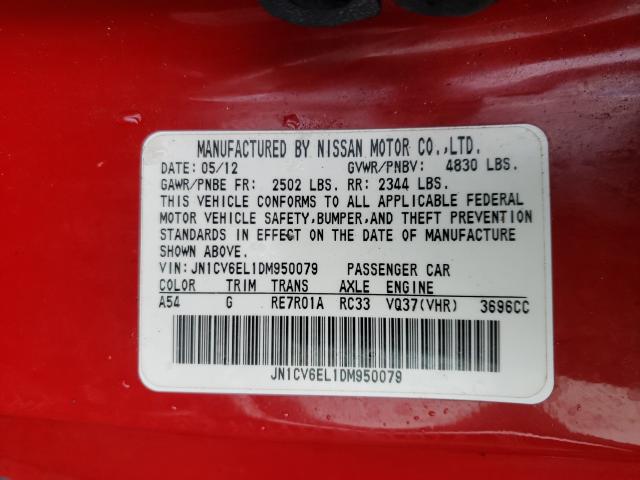 MANUFACTURED BY NISSAN MOTOR CO.,LTD.
DATE: 05/12 GVWR/PNBV: 4830 LBS.
GAWR/PNBE FR: 2502 LBS. RR: 2344 LBS.
THIS VEHICLE CONFORMS TO ALL APPLICABLE FEDERAL
MOTOR VEHICLE SAFETY,BUMPER,AND THEFT PREVENTION
STANDARDS IN EFFECT ON THE DATE OF MANUFACTURE
SHOWN ABOVE.
VIN: JN1CV6EL1DM950079 PASSENGER CAR
COLOR TRIM TRANS AXLE ENGINE
A54 G RE7R01A RC33 VQ37(VHR) 3696CC
JN1CV6EL1DM950079